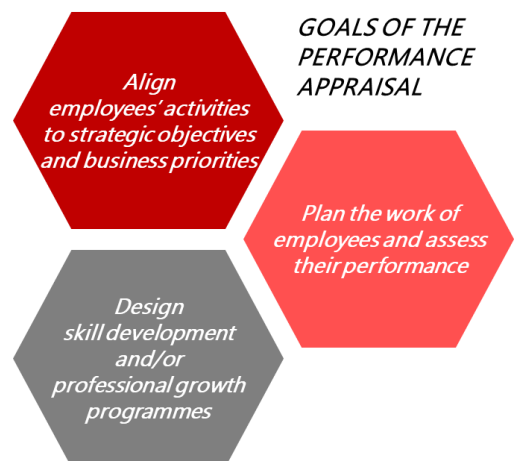 GOALS OF THE
PERFORMANCE
APPRAISAL
Align
employees’ activities
to strategic objectives
and business priorities
Plan the work of
employees and assess
their performance
Design
skill development
and/or
professional growth
programmes